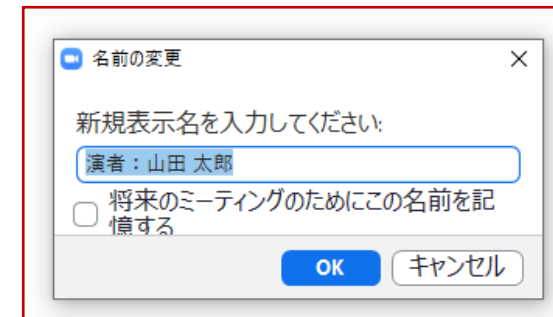 名前の変更
新規表示名を入力してください:
演者：山田 太郎
将来のミーティングのためにこの名前を記
憶する
OK
キャンセル